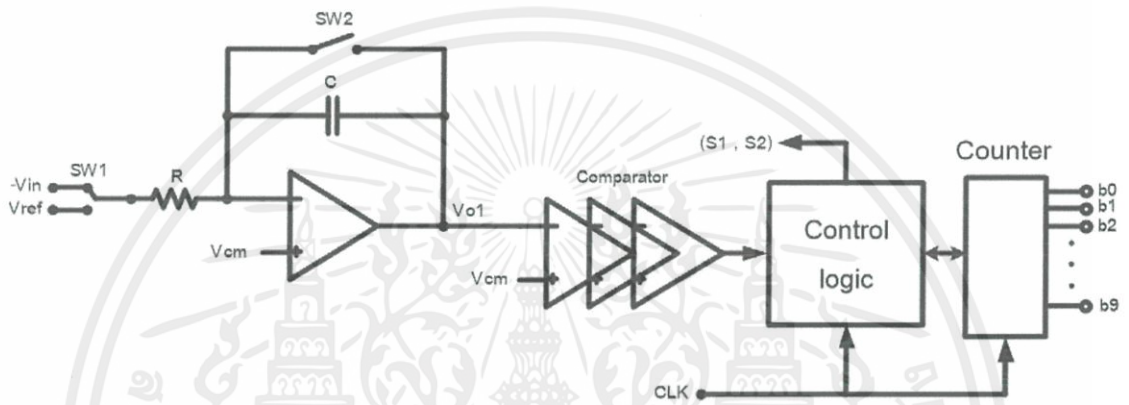 SW2
C
SW1
R
-Vin
Vref
Vcm
Vo1
Comparator
Vcm
(S1 , S2)
Control
logic
Counter
b0
b1
b2
b9
CLK